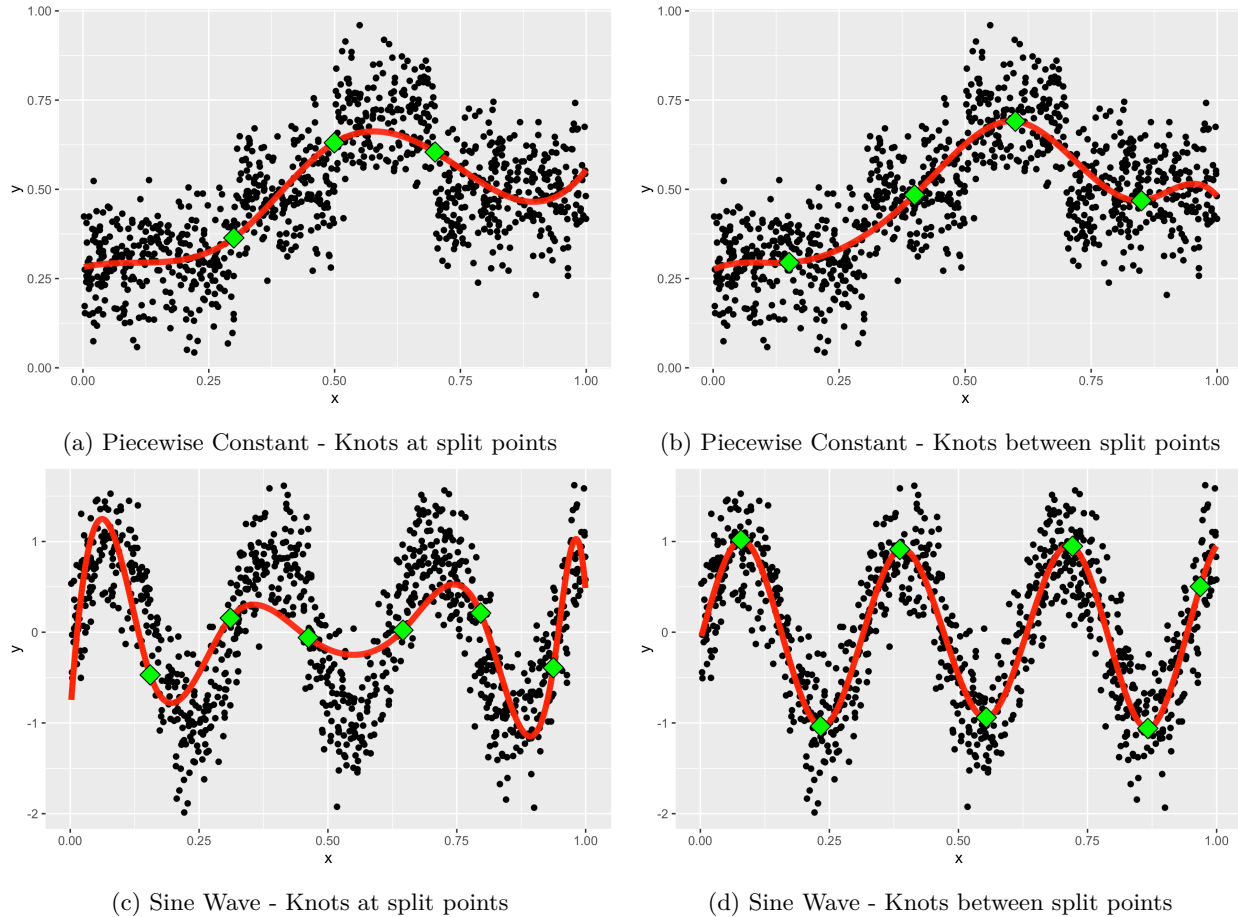 1.00
0.75
0.50
0.25
0.00
y
0.00 0.25 0.50 0.75 1.00
x
(a) Piecewise Constant - Knots at split points
1.00
0.75
0.50
0.25
0.00
y
0.00 0.25 0.50 0.75 1.00
x
(b) Piecewise Constant - Knots between split points
1
0
-1
-2
y
0.00 0.25 0.50 0.75 1.00
x
(c) Sine Wave - Knots at split points
1
0
-1
-2
y
0.00 0.25 0.50 0.75 1.00
x
(d) Sine Wave - Knots between split points